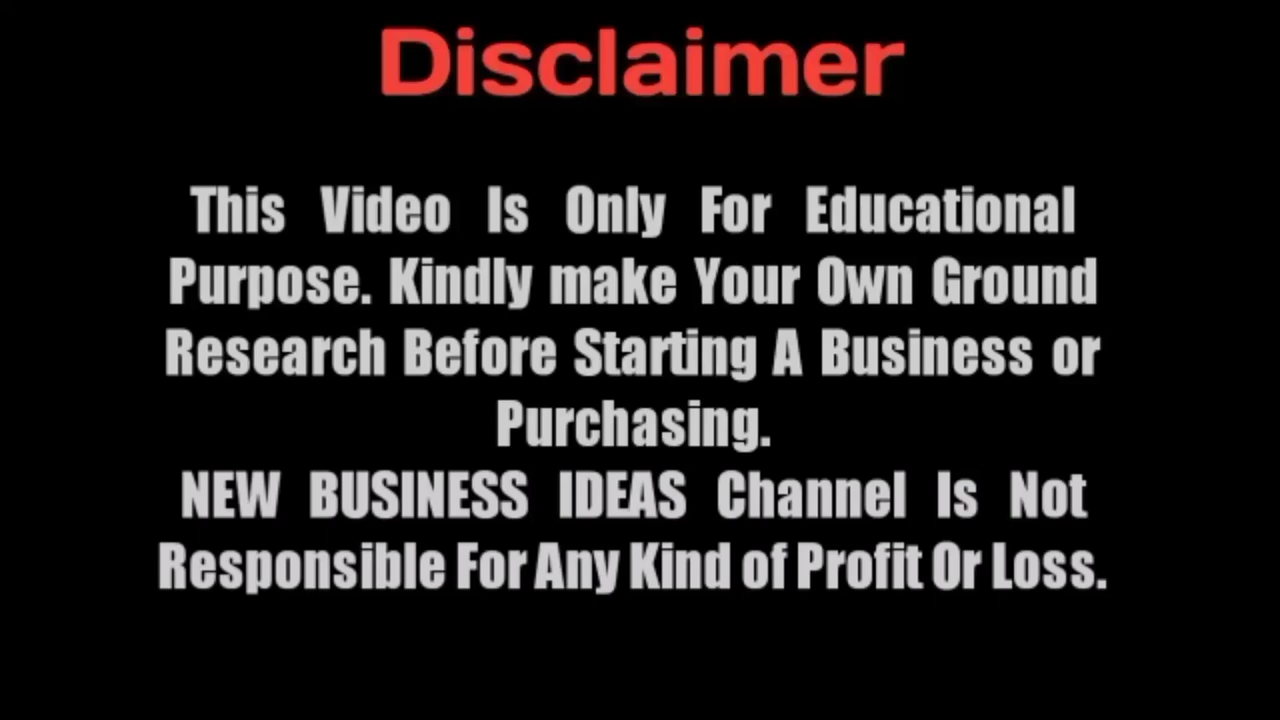 Disclaimer
This Video Is Only For Educational
Purpose. Kindly make Your Own Ground
Research Before Starting A Business or
Purchasing.
NEW BUSINESS IDEAS Channel Is Not
Responsible For Any Kind of Profit Or Loss.